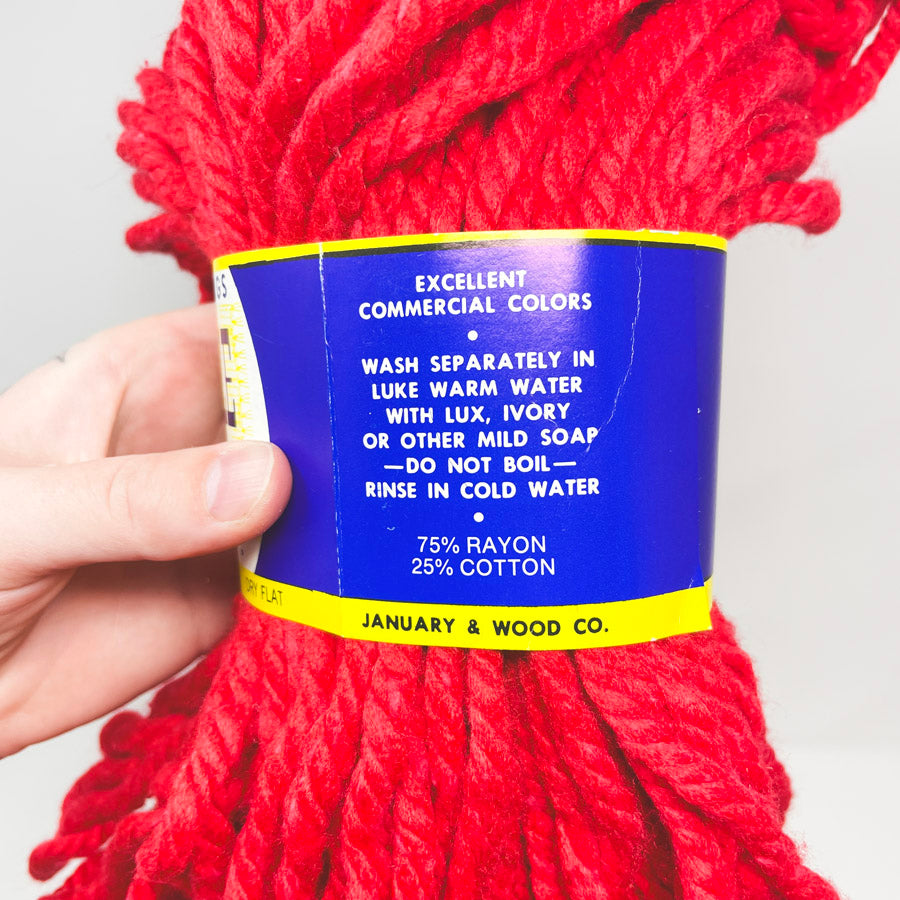 EXCELLENT
COMMERCIAL COLORS
WASH SEPARATELY IN
LUKE WARM WATER
WITH LUX, IVORY
OR OTHER MILD SOAP
—DO NOT BOIL—
RINSE IN COLD WATER
75% RAYON
25% COTTON
DRY FLAT
JANUARY & WOOD CO.